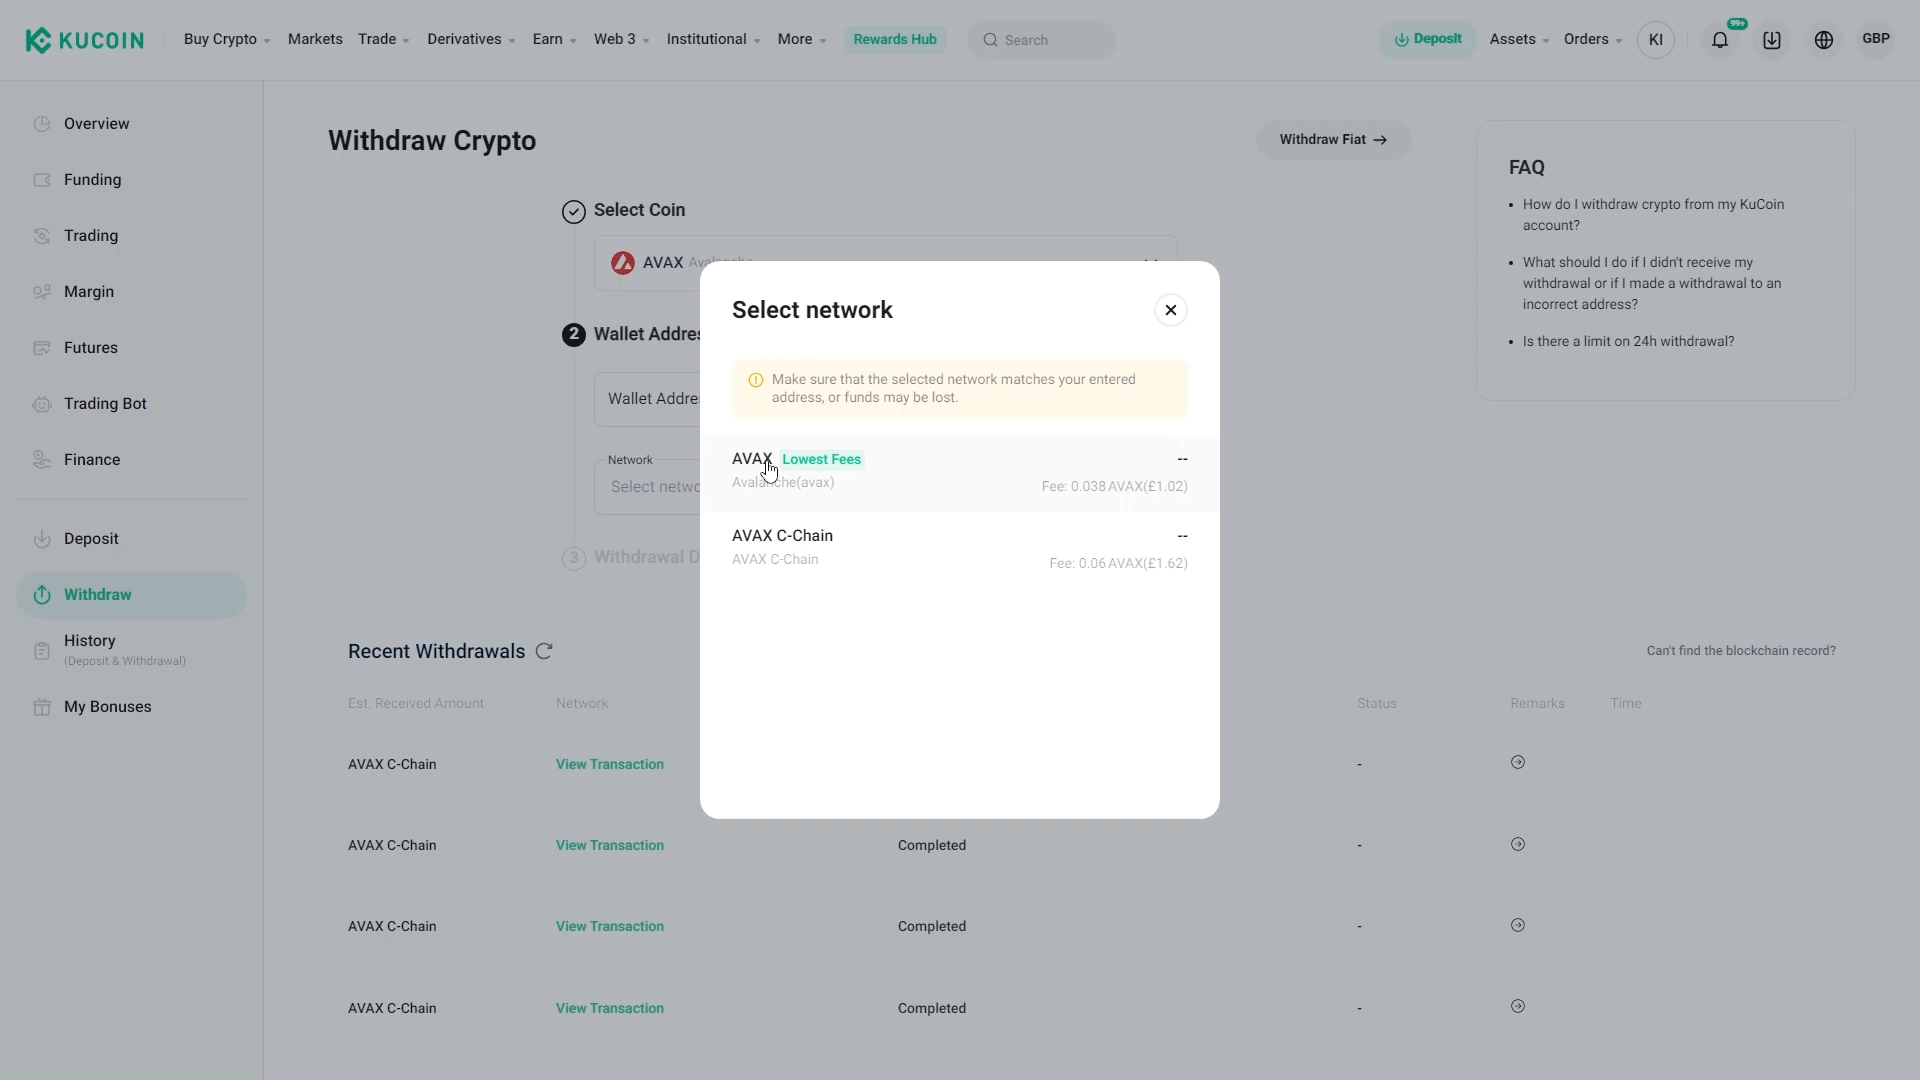 KUCOIN
Buy Crypto
Markets
Trade
Derivatives
Earn
Web 3
Institutional
More
Rewards Hub
Search
Deposit
Assets
Orders
KI
99+
GBP
Overview
Funding
Trading
Margin
Futures
Trading Bot
Finance
Deposit
Withdraw
History
(Deposit & Withdrawal)
My Bonuses
Withdraw Crypto
Withdraw Fiat →
Select Coin
AVAX Avalanche
2 Wallet Addres
Wallet Addre
Network
Select netwo
3 Withdrawal D
Select network
Make sure that the selected network matches your entered
address, or funds may be lost.
AVAX Lowest Fees --
Avalanche(avax) Fee: 0.038 AVAX(£1.02)
AVAX C-Chain --
AVAX C-Chain Fee: 0.06 AVAX(£1.62)
FAQ
• How do I withdraw crypto from my KuCoin
account?
• What should I do if I didn't receive my
withdrawal or if I made a withdrawal to an
incorrect address?
• Is there a limit on 24h withdrawal?
Recent Withdrawals
Can't find the blockchain record?
Est. Received Amount Network Status Remarks Time
AVAX C-Chain View Transaction -
AVAX C-Chain View Transaction Completed -
AVAX C-Chain View Transaction Completed -
AVAX C-Chain View Transaction Completed -